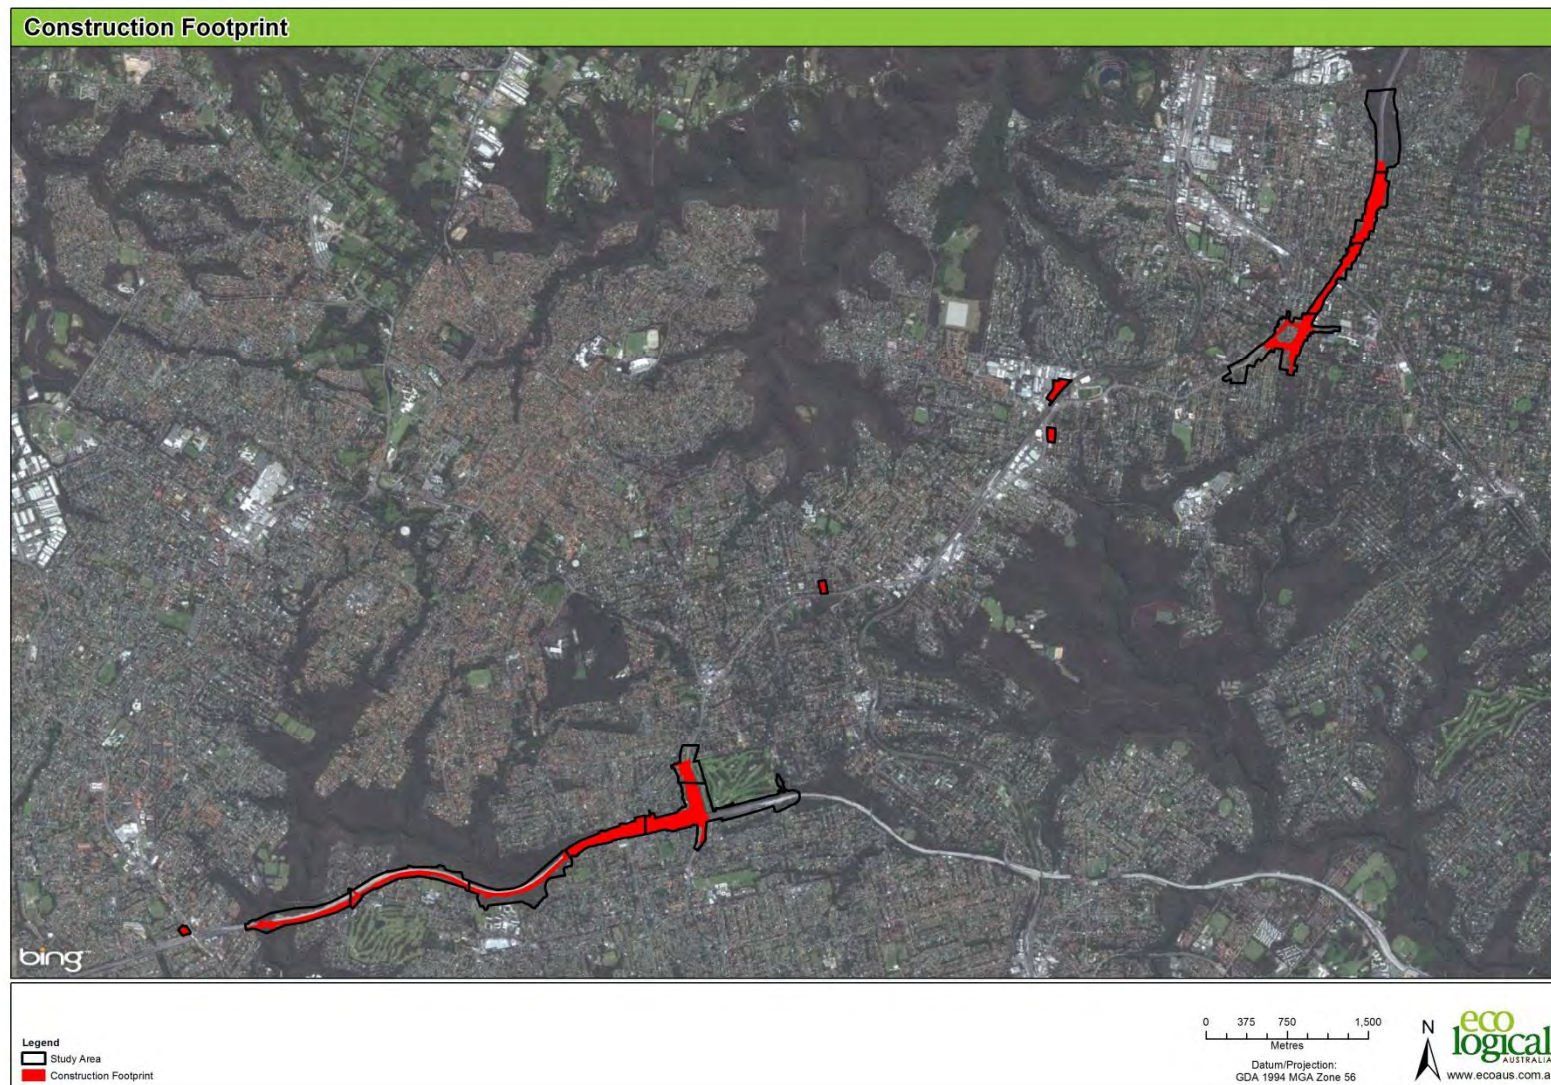 Construction Footprint
bing
Legend
Study Area
Construction Footprint
0 375 750 1,500
Metres
Datum/Projection:
GDA 1994 MGA Zone 56
N
eco
logical
AUSTRALIA
www.ecoaus.com.a